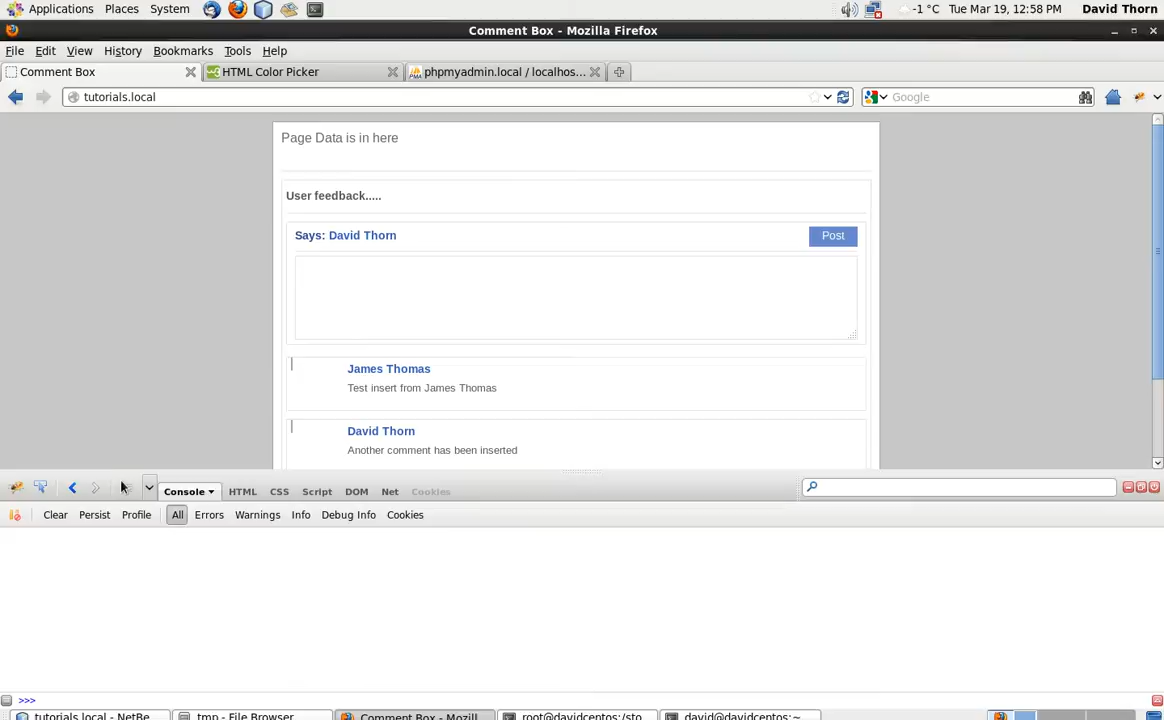 Applications Places System -1 °C Tue Mar 19, 12:58 PM David Thorn
Comment Box - Mozilla Firefox
File Edit View History Bookmarks Tools Help
Comment Box HTML Color Picker phpmyadmin.local / localhos...
tutorials.local Google
Page Data is in here
User feedback.....
Says: David Thorn Post
James Thomas
Test insert from James Thomas
David Thorn
Another comment has been inserted
Console HTML CSS Script DOM Net Cookies
Clear Persist Profile All Errors Warnings Info Debug Info Cookies
>>>
tutorials.local - NetBe... tmp - File Browser Comment Box - Mozill... root@davidcentos:/sto... david@davidcentos:~